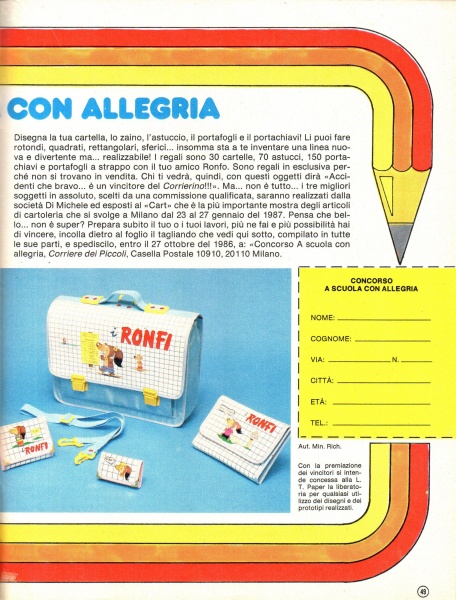 CON ALLEGRIA
Disegna la tua cartella, lo zaino, l'astuccio, il portafogli e il portachiavi! Li puoi fare
rotondi, quadrati, rettangolari, sferici... insomma sta a te inventare una linea nuo-
va e divertente ma... realizzabile! I regali sono 30 cartelle, 70 astucci, 150 porta-
chiavi e portafogli a strappo con il tuo amico Ronfo. Sono regali in esclusiva per-
ché non si trovano in vendita. Chi ti vedrà, quindi, con questi oggetti dirà «Acci-
denti che bravo... è un vincitore del Corrierino!!!». Ma... non è tutto... i tre migliori
soggetti in assoluto, scelti da una commissione qualificata, saranno realizzati dalla
società Di Michele ed esposti al «Cart» che è la più importante mostra degli articoli
di cartoleria che si svolge a Milano dal 23 al 27 gennaio del 1987. Pensa che bel-
lo... non è super? Prepara subito il tuo o i tuoi lavori, più ne fai e più possibilità hai
di vincere, incolla dietro al foglio il tagliando che vedi qui sotto, compilato in tutte
le sue parti, e spediscilo, entro il 27 ottobre del 1986, a: «Concorso A scuola con
allegria, Corriere dei Piccoli, Casella Postale 10910, 20110 Milano.
CONCORSO
A SCUOLA CON ALLEGRIA
NOME:
COGNOME:
VIA: N.
CITTÁ:
ETÁ:
TEL.:
Aut. Min. Rich.
Con la premiazione
dei vincitori si inten-
de concessa alla L.
T. Paper la liberato-
ria per qualsiasi uti-
lizzo dei disegni e dei
prototipi realizzati.
i RONFI
RONFI
RONFI
49